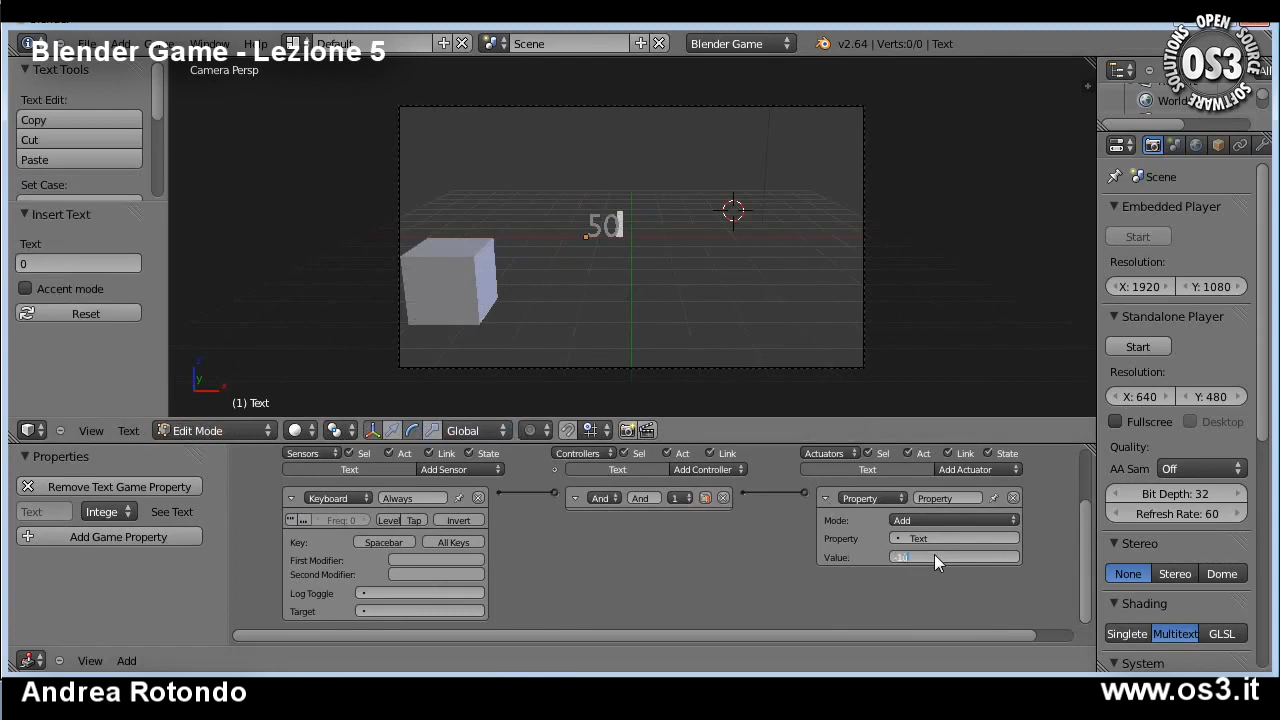 Blender Game - Lezione 5
Default
Scene
Blender Game
v2.64 | Verts:0/0 | Text
OPEN SOURCE SOFTWARE SOLUTIONS
OS3
Text Tools
Text Edit:
Copy
Cut
Paste
Set Case:
Insert Text
Text
0
Accent mode
Reset
Camera Persp
50
z
y
x
(1) Text
View
Text
Edit Mode
Global
World
Scene
Embedded Player
Start
Resolution:
X: 1920
Y: 1080
Standalone Player
Start
Resolution:
X: 640
Y: 480
Fullscreen
Desktop
Quality:
AA Sam
Off
Bit Depth: 32
Refresh Rate: 60
Stereo
None
Stereo
Dome
Shading
Singlete
Multitext
GLSL
System
Properties
Remove Text Game Property
Text
Intege
See Text
Add Game Property
Sensors
Sel
Act
Link
State
Text
Add Sensor
Keyboard
Always
Freq: 0
Level
Tap
Invert
Key:
Spacebar
All Keys
First Modifier:
Second Modifier:
Log Toggle
Target
Controllers
Sel
Act
Link
Text
Add Controller
And
And
1
Actuators
Sel
Act
Link
State
Text
Add Actuator
Property
Property
Mode:
Add
Property
Text
Value:
-10
View
Add
Andrea Rotondo
www.os3.it